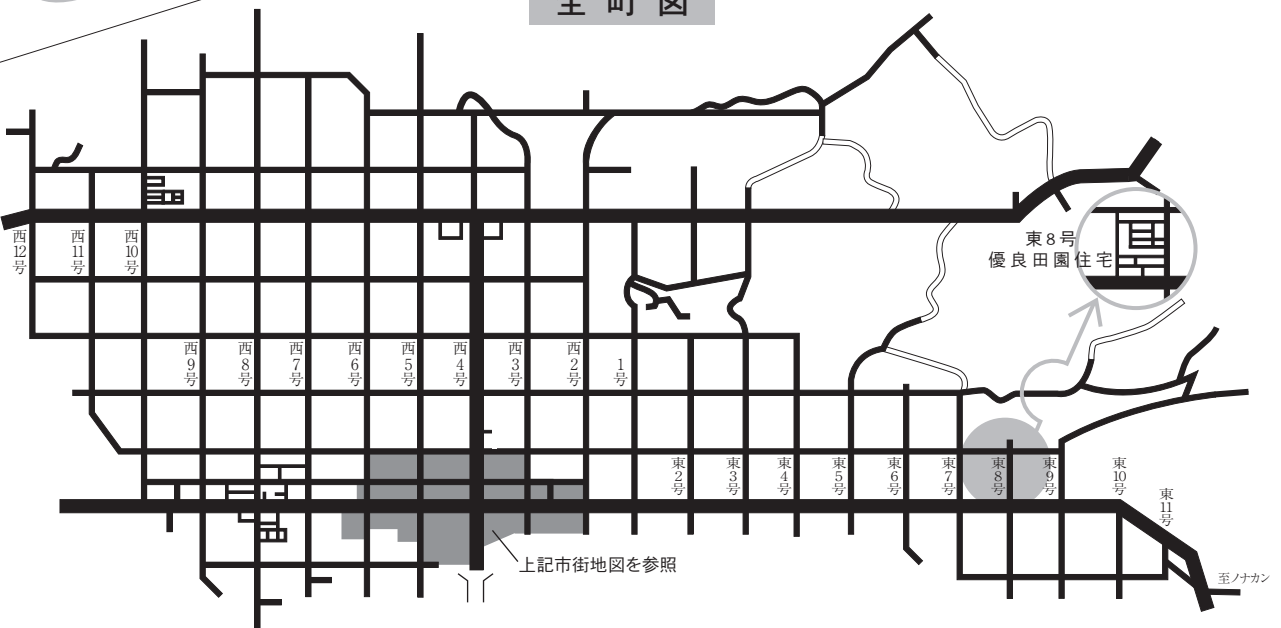 全町図
東8号
優良田園住宅
西12号
西11号
西10号
西9号
西8号
西7号
西6号
西5号
西4号
西3号
西2号
1号
東2号
東3号
東4号
東5号
東6号
東7号
東8号
東9号
東10号
東11号
上記市街地図を参照
至ノナカン